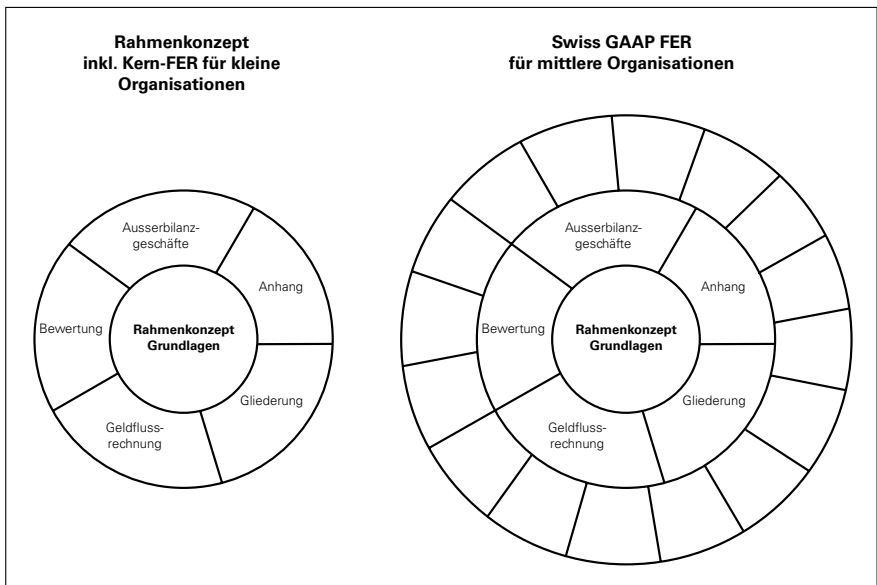 Rahmenkonzept
inkl. Kern-FER für kleine
Organisationen
Ausserbilanz-
geschäfte
Anhang
Bewertung
Rahmenkonzept
Grundlagen
Gliederung
Geldfluss-
rechnung
Swiss GAAP FER
für mittlere Organisationen
Ausserbilanz-
geschäfte
Anhang
Bewertung
Rahmenkonzept
Grundlagen
Gliederung
Geldfluss-
rechnung